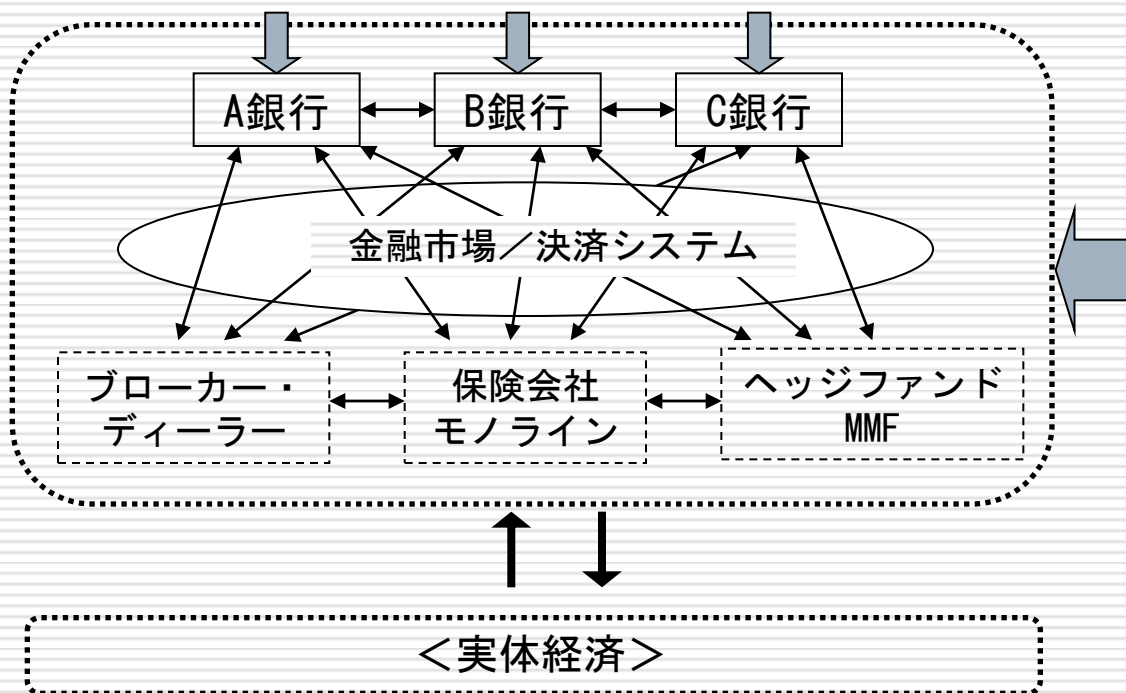 A銀行
B銀行
C銀行
金融市場／決済システム
ブローカー・
ディーラー
保険会社
モノライン
ヘッジファンド
MMF
＜実体経済＞